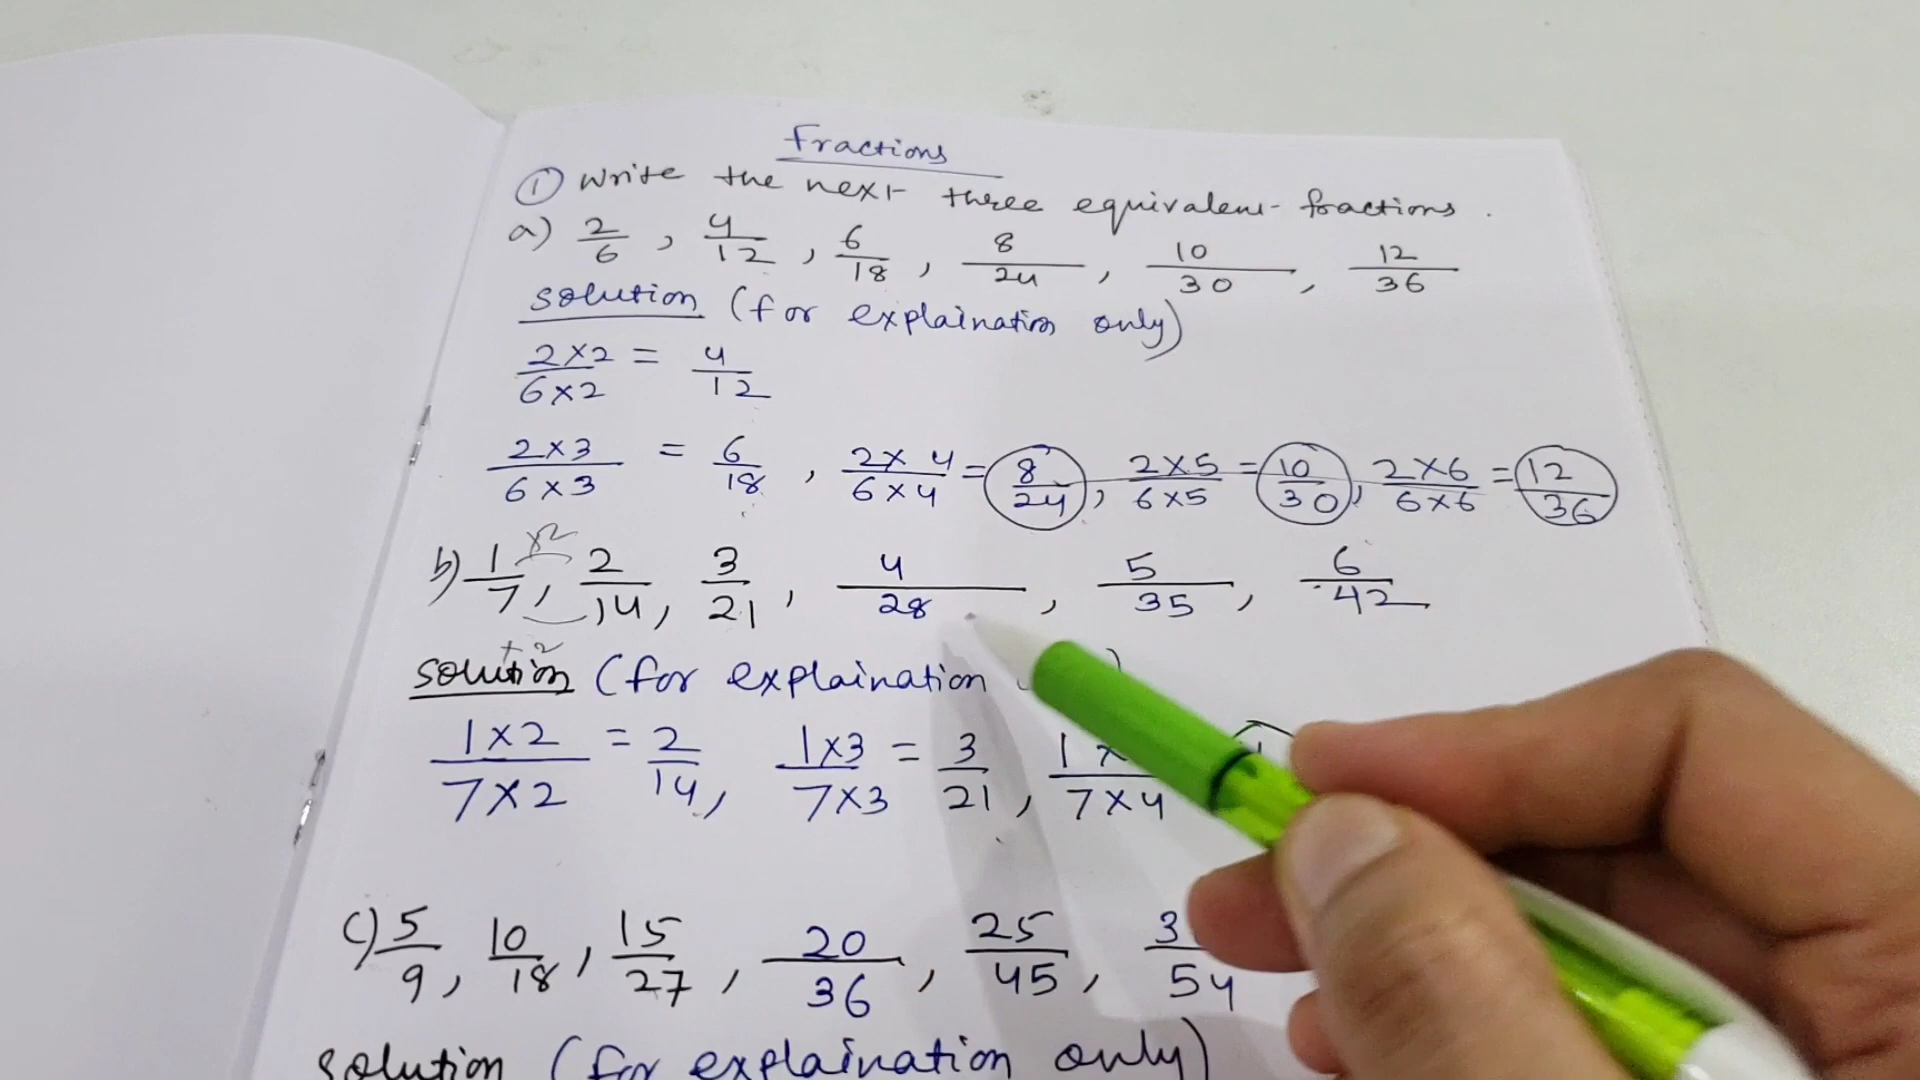 Fractions
① Write the next three equivalent fractions.
a) 2/6, 4/12, 6/18, 8/24, 10/30, 12/36
solution (for explaination only)
2×2/6×2 = 4/12
2×3/6×3 = 6/18, 2×4/6×4 = 8/24, 2×5/6×5 = 10/30, 2×6/6×6 = 12/36
×2
b) 1/7, 2/14, 3/21, 4/28, 5/35, 6/42
solution (for explaination
1×2/7×2 = 2/14, 1×3/7×3 = 3/21, 1×/7×4
c) 5/9, 10/18, 15/27, 20/36, 25/45, 3/54
solution (for explaination only)